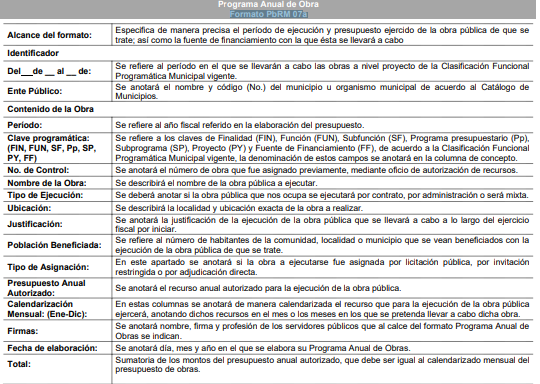 Programa Anual de Obra
Formato PbRM 07a
Alcance del formato: Especifica de manera precisa el período de ejecución y presupuesto ejercido de la obra pública de que se
trate; así como la fuente de financiamiento con la que ésta se llevará a cabo
Identificador
Del__de __ al __ de: Se refiere al período en el que se llevarán a cabo las obras a nivel proyecto de la Clasificación Funcional
Programática Municipal vigente.
Ente Público: Se anotará el nombre y código (No.) del municipio u organismo municipal de acuerdo al Catálogo de
Municipios.
Contenido de la Obra
Período: Se refiere al año fiscal referido en la elaboración del presupuesto.
Clave programática: Se refiere a los claves de Finalidad (FIN), Función (FUN), Subfunción (SF), Programa presupuestario (Pp),
(FIN, FUN, SF, Pp, SP, Subprograma (SP), Proyecto (PY) y Fuente de Financiamiento (FF), de acuerdo a la Clasificación Funcional
PY, FF) Programática Municipal vigente, la denominación de estos campos se anotará en la columna de concepto.
No. de Control: Se anotará el número de obra que fue asignado previamente, mediante oficio de autorización de recursos.
Nombre de la Obra: Se describirá el nombre de la obra pública a ejecutar.
Tipo de Ejecución: Se deberá anotar si la obra pública que nos ocupa se ejecutará por contrato, por administración o será mixta.
Ubicación: Se describirá la localidad y ubicación exacta de la obra a realizar.
Justificación: Se anotará la justificación de la ejecución de la obra pública que se llevará a cabo a lo largo del ejercicio
fiscal por iniciar.
Población Beneficiada: Se refiere al número de habitantes de la comunidad, localidad o municipio que se vean beneficiados con la
ejecución de la obra pública de que se trate.
Tipo de Asignación: En este apartado se anotará si la obra a ejecutarse fue asignada por licitación pública, por invitación
restringida o por adjudicación directa.
Presupuesto Anual
Autorizado: Se anotará el recurso anual autorizado para la ejecución de la obra pública.
Calendarización En estas columnas se anotará de manera calendarizada el recurso que para la ejecución de la obra pública
Mensual: (Ene-Dic): ejercerá, anotando dichos recursos en el mes o los meses en los que se pretenda llevar a cabo dicha obra.
Firmas: Se anotará nombre, firma y profesión de los servidores públicos que al calce del formato Programa Anual de
Obras se indican.
Fecha de elaboración: Se anotará día, mes y año en el que se elabora su Programa Anual de Obras.
Total: Sumatoria de los montos del presupuesto anual autorizado, que debe ser igual al calendarizado mensual del
presupuesto de obras.